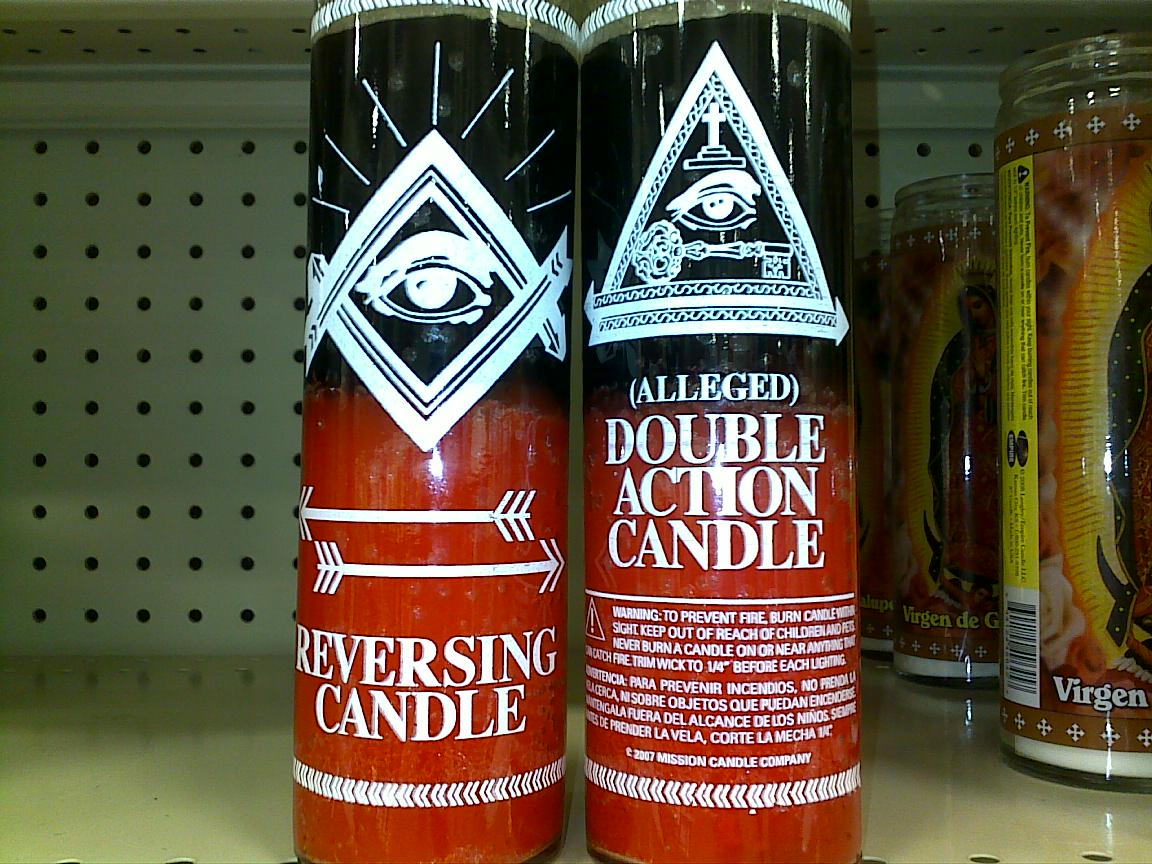 REVERSING
CANDLE
(ALLEGED)
DOUBLE
ACTION
CANDLE
WARNING: TO PREVENT FIRE, BURN CANDLE WITHIN
SIGHT. KEEP OUT OF REACH OF CHILDREN AND PETS.
NEVER BURN A CANDLE ON OR NEAR ANYTHING THAT
CAN CATCH FIRE. TRIM WICK TO 1/4" BEFORE EACH LIGHTING.
PARA PREVENIR INCENDIOS, NO PRENDA LA
CERCA, NI SOBRE OBJETOS QUE PUEDAN ENCENDERSE.
FUERA DEL ALCANCE DE LOS NIÑOS. SIEMPRE
DE PRENDER LA VELA, CORTE LA MECHA 1/4".
© 2007 MISSION CANDLE COMPANY
Virgen de G
Virgen